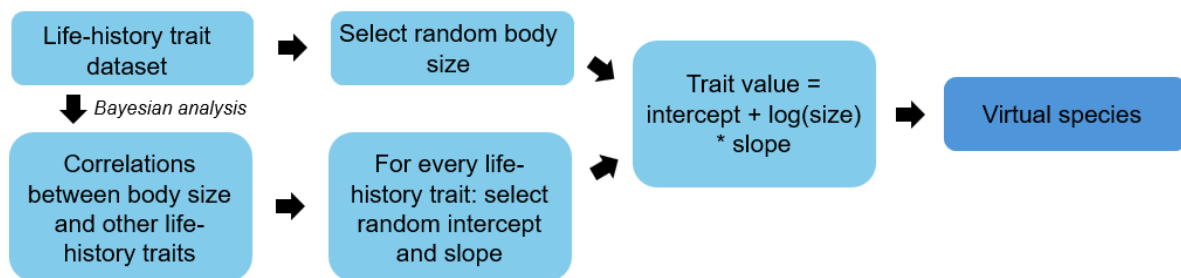 Life-history trait
dataset
Select random body
size
Bayesian analysis
Correlations
between body size
and other life-
history traits
For every life-
history trait: select
random intercept
and slope
Trait value =
intercept + log(size)
* slope
Virtual species